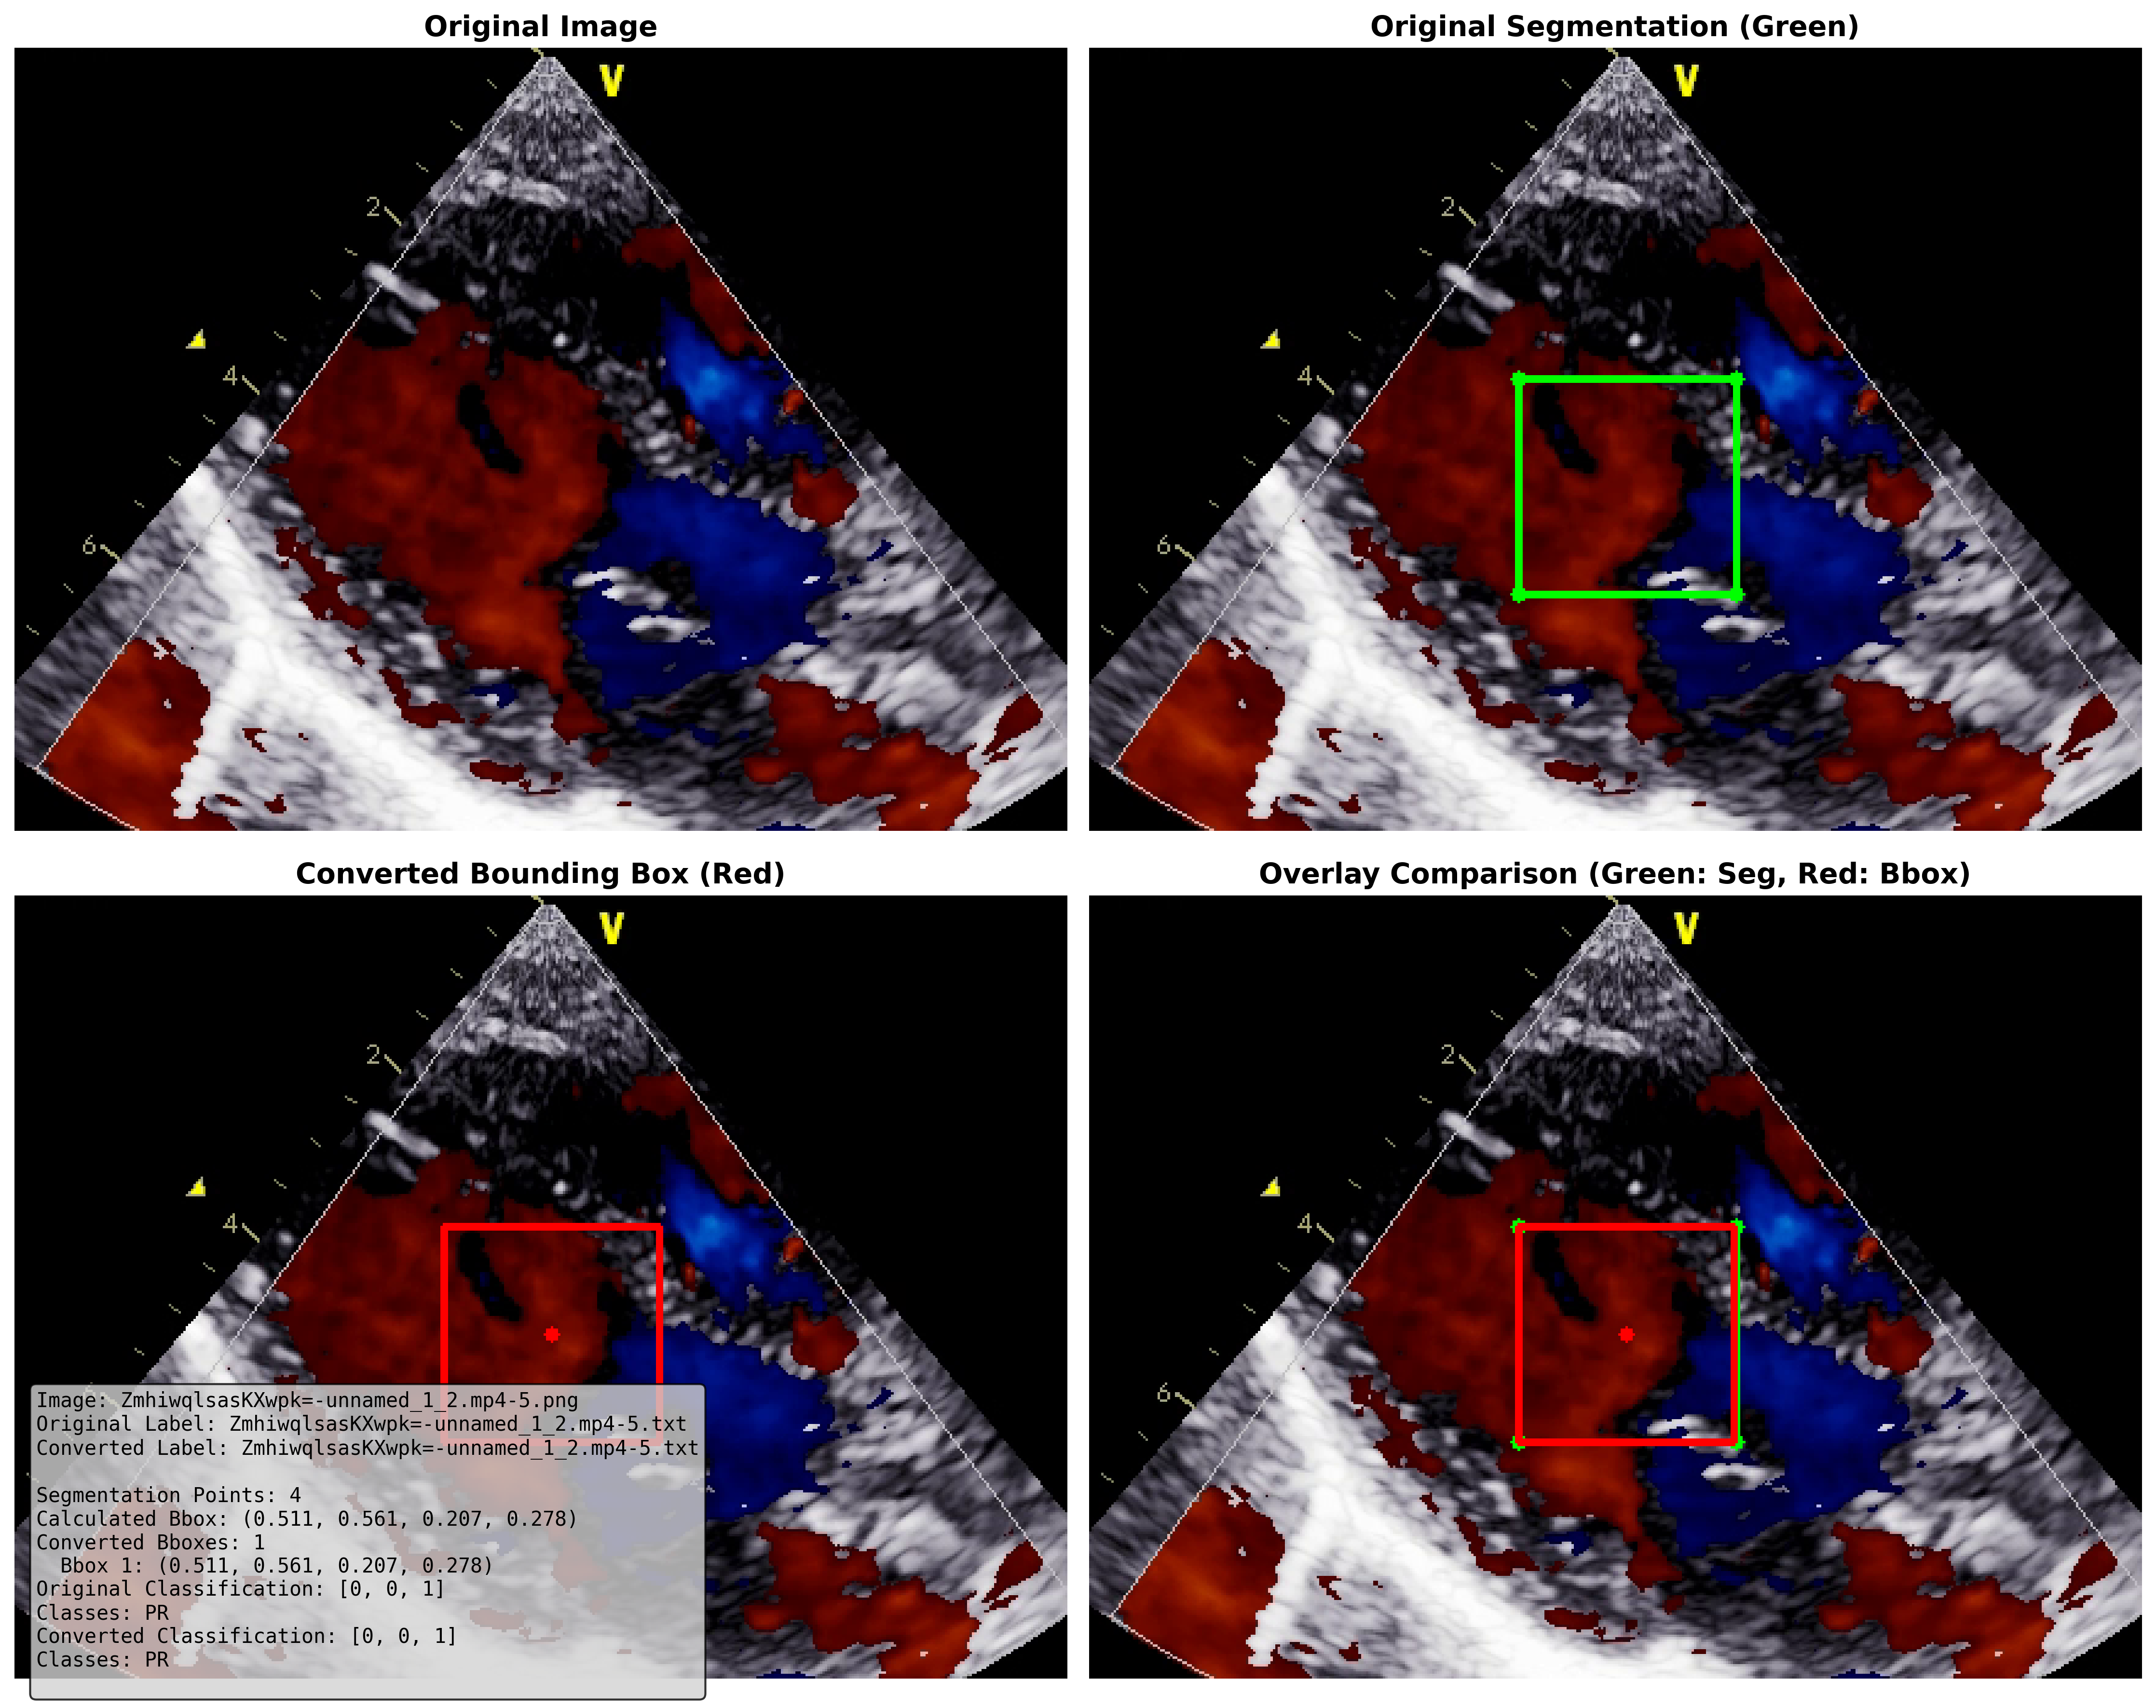 Original Image
Original Segmentation (Green)
V
2
4
6
V
2
4
6
Converted Bounding Box (Red)
Overlay Comparison (Green: Seg, Red: Bbox)
V
2
4
V
2
4
6
Image: ZmhiwqlsasKXwpk=-unnamed_1_2.mp4-5.png
Original Label: ZmhiwqlsasKXwpk=-unnamed_1_2.mp4-5.txt
Converted Label: ZmhiwqlsasKXwpk=-unnamed_1_2.mp4-5.txt
Segmentation Points: 4
Calculated Bbox: (0.511, 0.561, 0.207, 0.278)
Converted Bboxes: 1
Bbox 1: (0.511, 0.561, 0.207, 0.278)
Original Classification: [0, 0, 1]
Classes: PR
Converted Classification: [0, 0, 1]
Classes: PR